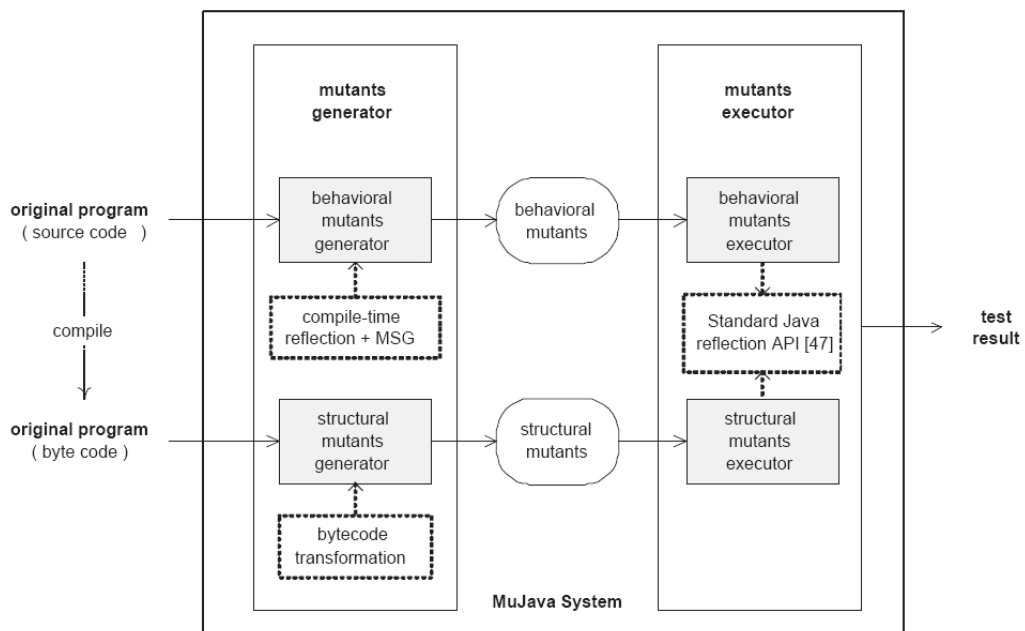 mutants
generator
mutants
executor
original program
( source code )
behavioral
mutants
generator
behavioral
mutants
behavioral
mutants
executor
compile-time
reflection + MSG
Standard Java
reflection API [47]
test
result
compile
original program
( byte code )
structural
mutants
generator
structural
mutants
structural
mutants
executor
bytecode
transformation
MuJava System